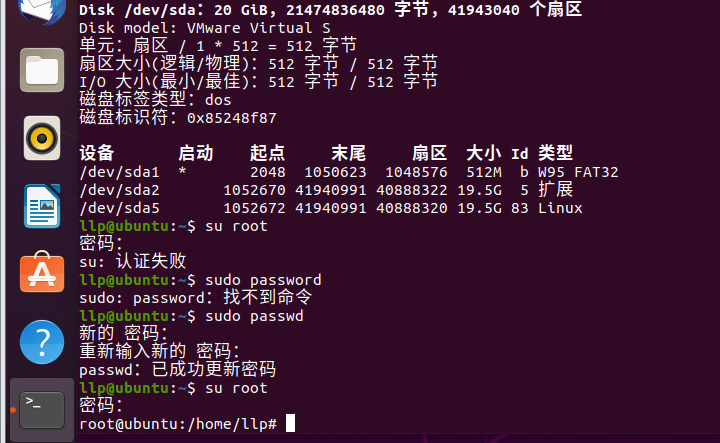 Disk /dev/sda：20 GiB，21474836480 字节，41943040 个扇区
Disk model: VMware Virtual S
单元：扇区 / 1 * 512 = 512 字节
扇区大小(逻辑/物理)：512 字节 / 512 字节
I/O 大小(最小/最佳)：512 字节 / 512 字节
磁盘标签类型：dos
磁盘标识符：0x85248f87
设备 启动 起点 末尾 扇区 大小 Id 类型
/dev/sda1 * 2048 1050623 1048576 512M b W95 FAT32
/dev/sda2 1052670 41940991 40888322 19.5G 5 扩展
/dev/sda5 1052672 41940991 40888320 19.5G 83 Linux
llp@ubuntu:~$ su root
密码：
su: 认证失败
llp@ubuntu:~$ sudo password
sudo: password：找不到命令
llp@ubuntu:~$ sudo passwd
新的 密码：
重新输入新的 密码：
passwd：已成功更新密码
llp@ubuntu:~$ su root
密码：
root@ubuntu:/home/llp#